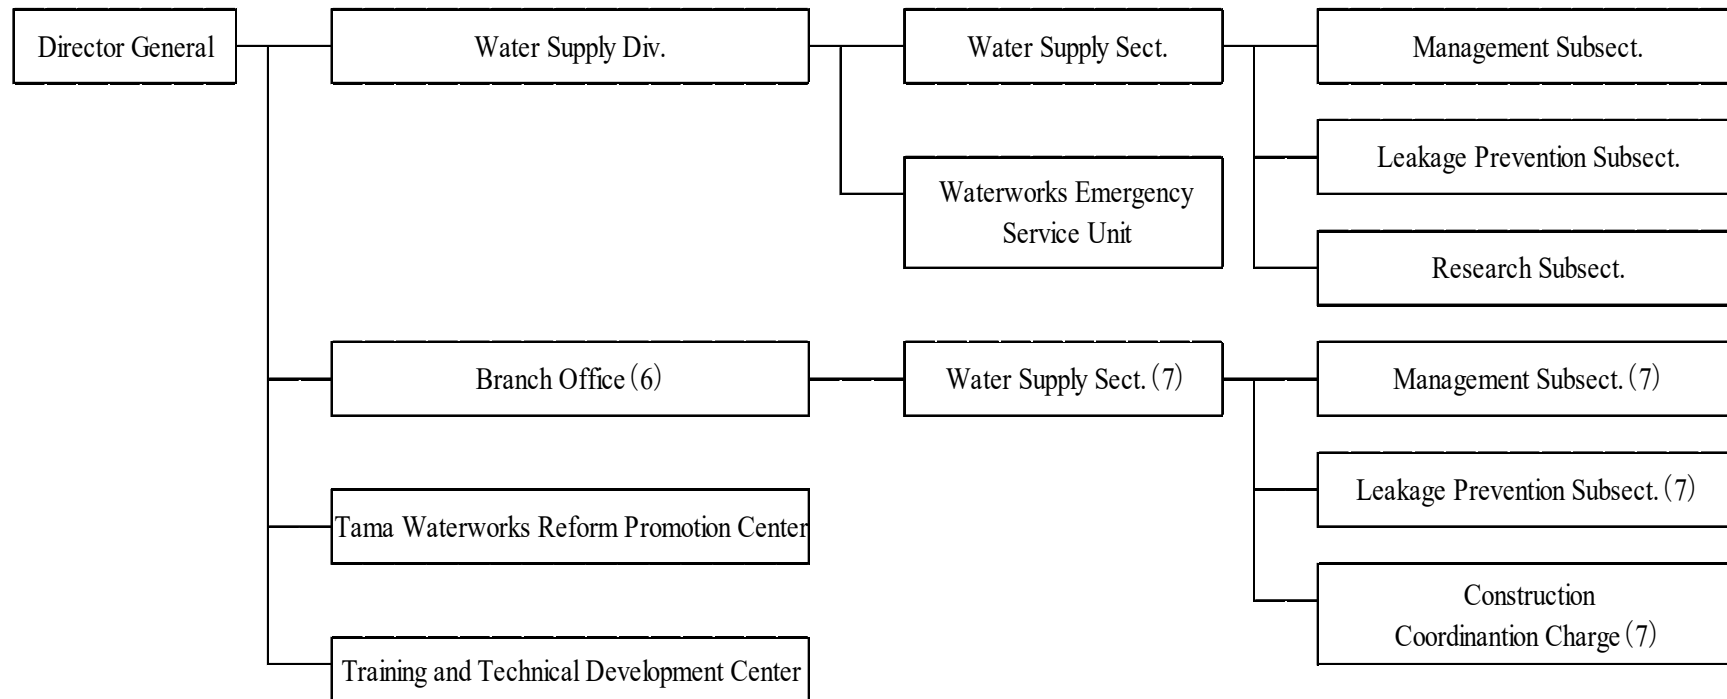 Director General
Water Supply Div.
Water Supply Sect.
Management Subsect.
Leakage Prevention Subsect.
Waterworks Emergency
Service Unit
Research Subsect.
Branch Office (6)
Water Supply Sect. (7)
Management Subsect. (7)
Leakage Prevention Subsect. (7)
Tama Waterworks Reform Promotion Center
Construction
Coordinantion Charge (7)
Training and Technical Development Center